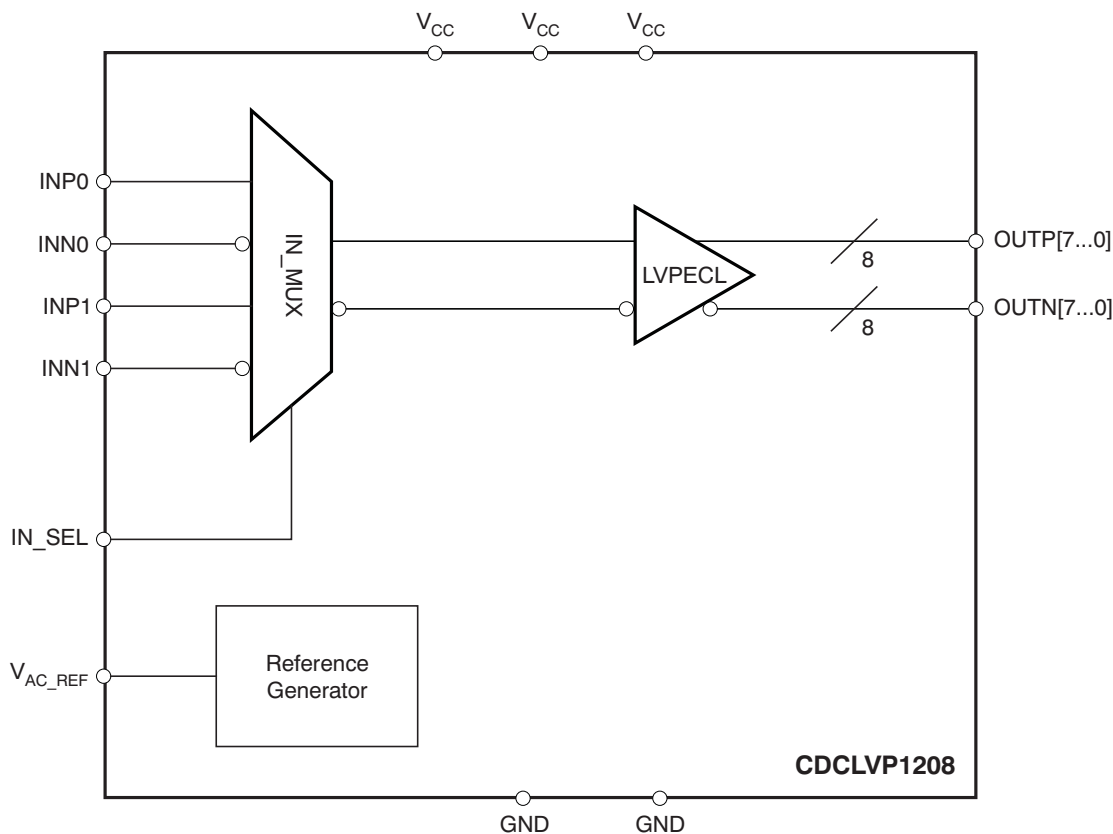 VCC
VCC
VCC
INP0
INN0
INP1
INN1
IN_MUX
LVPECL
8
8
OUTP[7...0]
OUTN[7...0]
IN_SEL
VAC_REF
Reference
Generator
CDCLVP1208
GND
GND